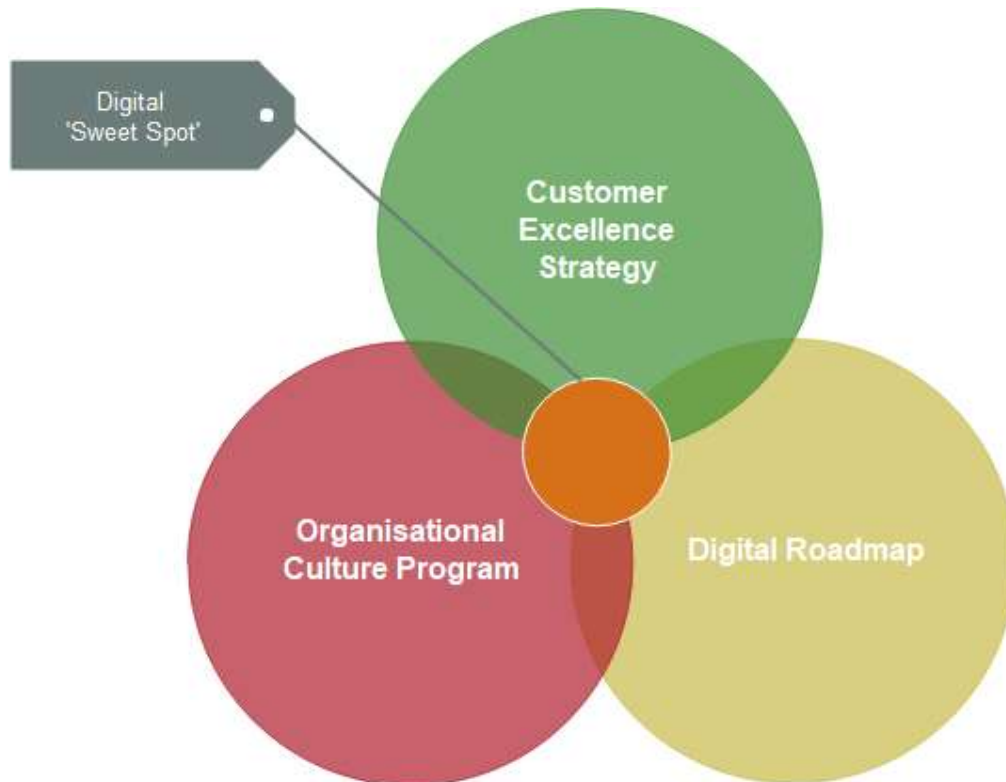 Digital
'Sweet Spot'
Customer
Excellence
Strategy
Organisational
Culture Program
Digital Roadmap